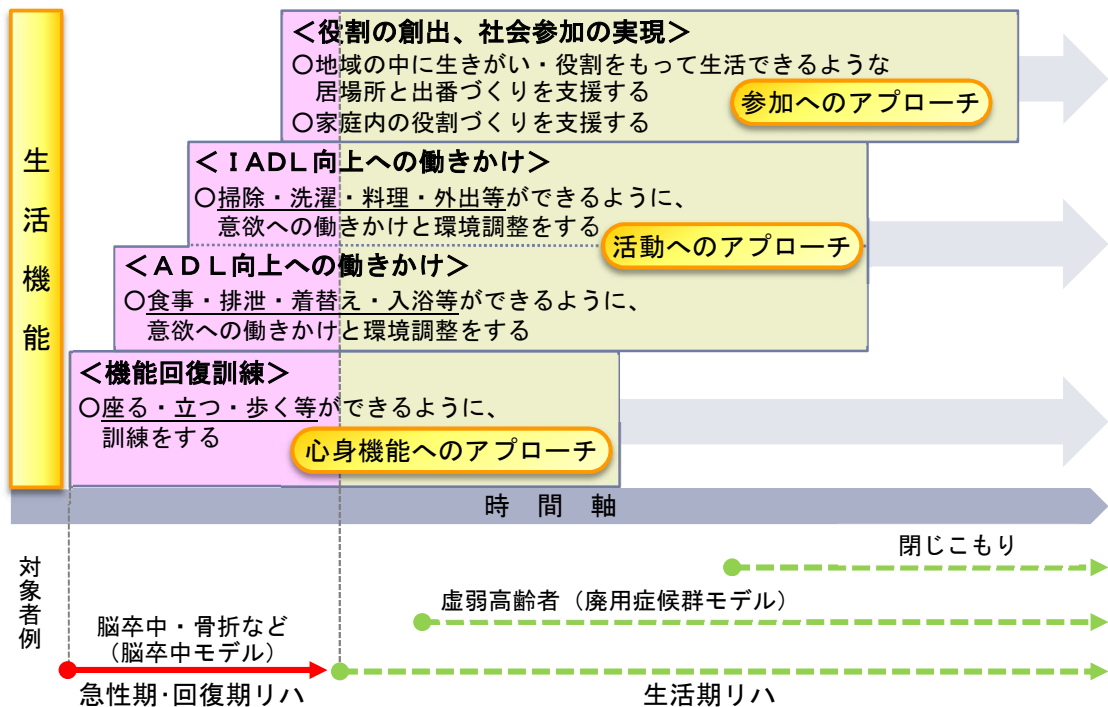 生活機能
＜役割の創出、社会参加の実現＞
〇地域の中に生きがい・役割をもって生活できるような
居場所と出番づくりを支援する
〇家庭内の役割づくりを支援する
参加へのアプローチ
＜ＩADL向上への働きかけ＞
〇掃除・洗濯・料理・外出等ができるように、
意欲への働きかけと環境調整をする
活動へのアプローチ
＜ＡＤＬ向上への働きかけ＞
〇食事・排泄・着替え・入浴等ができるように、
意欲への働きかけと環境調整をする
＜機能回復訓練＞
〇座る・立つ・歩く等ができるように、
訓練をする
心身機能へのアプローチ
時間軸
対象者例
閉じこもり
虚弱高齢者（廃用症候群モデル）
脳卒中・骨折など
（脳卒中モデル）
急性期・回復期リハ
生活期リハ